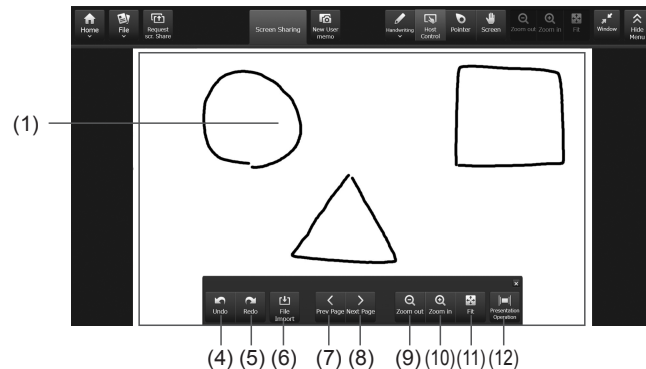 Home
File
Request
scr. Share
Screen Sharing
New User
memo
Handwriting
Host
Control
Pointer
Screen
Zoom out
Zoom in
Fit
Window
Hide
Menu
(1)
Undo
Redo
File
Import
Prev Page
Next Page
Zoom out
Zoom in
Fit
Presentation
Operation
(4) (5) (6) (7) (8) (9) (10) (11) (12)